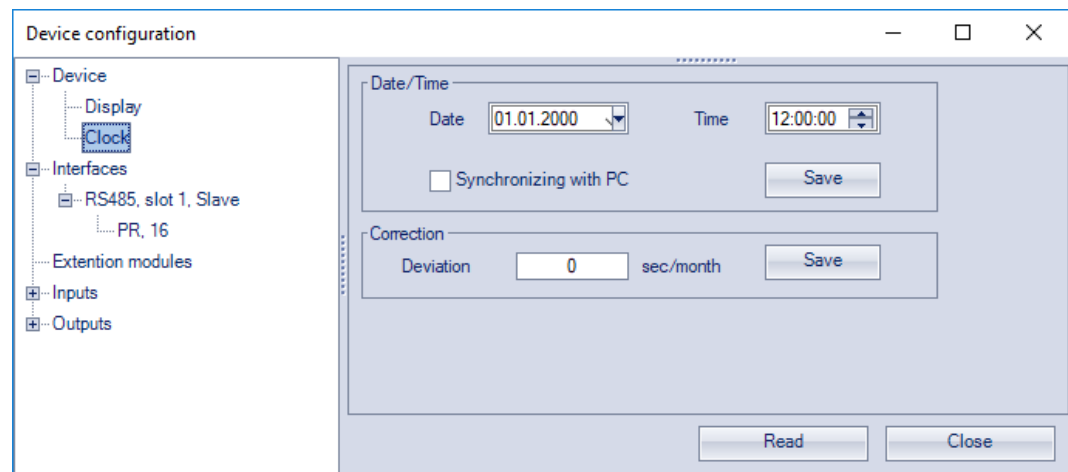 Device configuration
Device
Display
Clock
Interfaces
RS485, slot 1, Slave
PR, 16
Extention modules
Inputs
Outputs
Date/Time
Date 01.01.2000 Time 12:00:00
Synchronizing with PC Save
Correction
Deviation 0 sec/month Save
Read Close